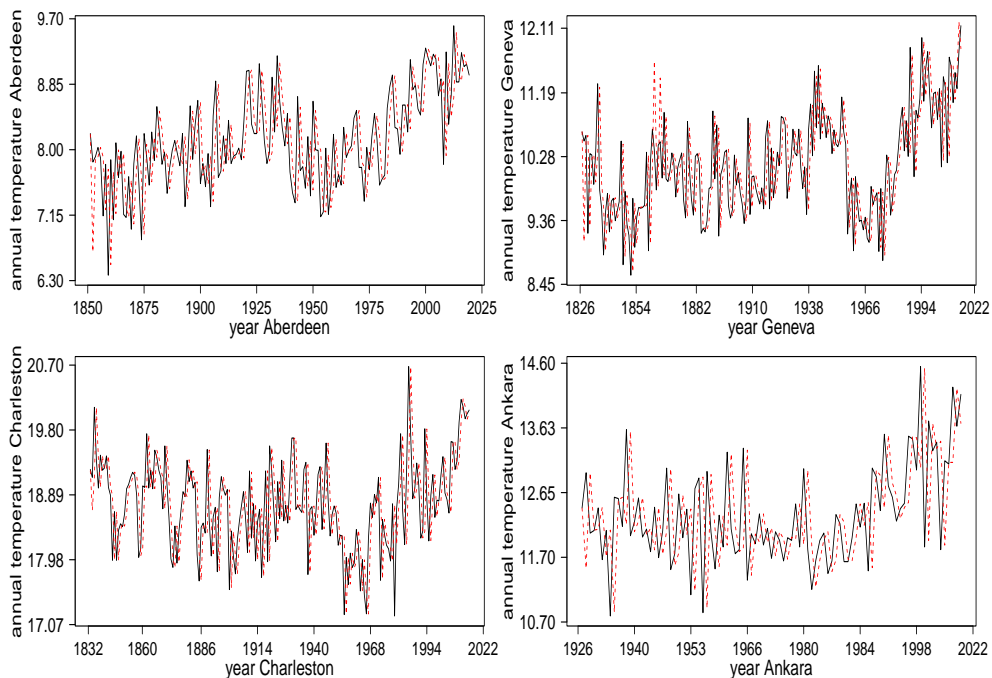 annual temperature Aberdeen
9.70
8.85
8.00
7.15
6.30
1850 1875 1900 1925 1950 1975 2000 2025
year Aberdeen
annual temperature Geneva
12.11
11.19
10.28
9.36
8.45
1826 1854 1882 1910 1938 1966 1994 2022
year Geneva
annual temperature Charleston
20.70
19.80
18.89
17.98
17.07
1832 1860 1886 1914 1940 1968 1994 2022
year Charleston
annual temperature Ankara
14.60
13.63
12.65
11.70
10.70
1926 1940 1953 1967 1980 1984 1998 2022
year Ankara